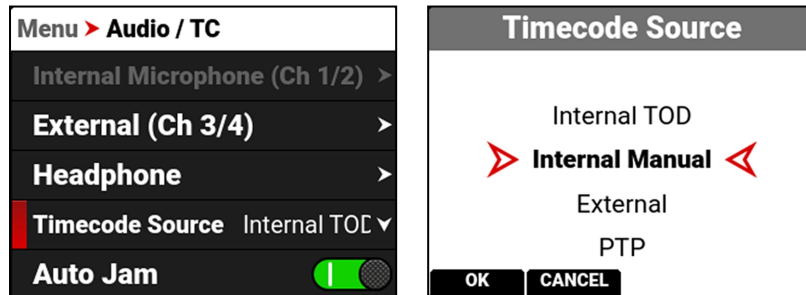 Menu > Audio / TC
Internal Microphone (Ch 1/2) >
External (Ch 3/4) >
Headphone >
Timecode Source Internal TOD
Auto Jam
Timecode Source
Internal TOD
Internal Manual
External
PTP
OK CANCEL